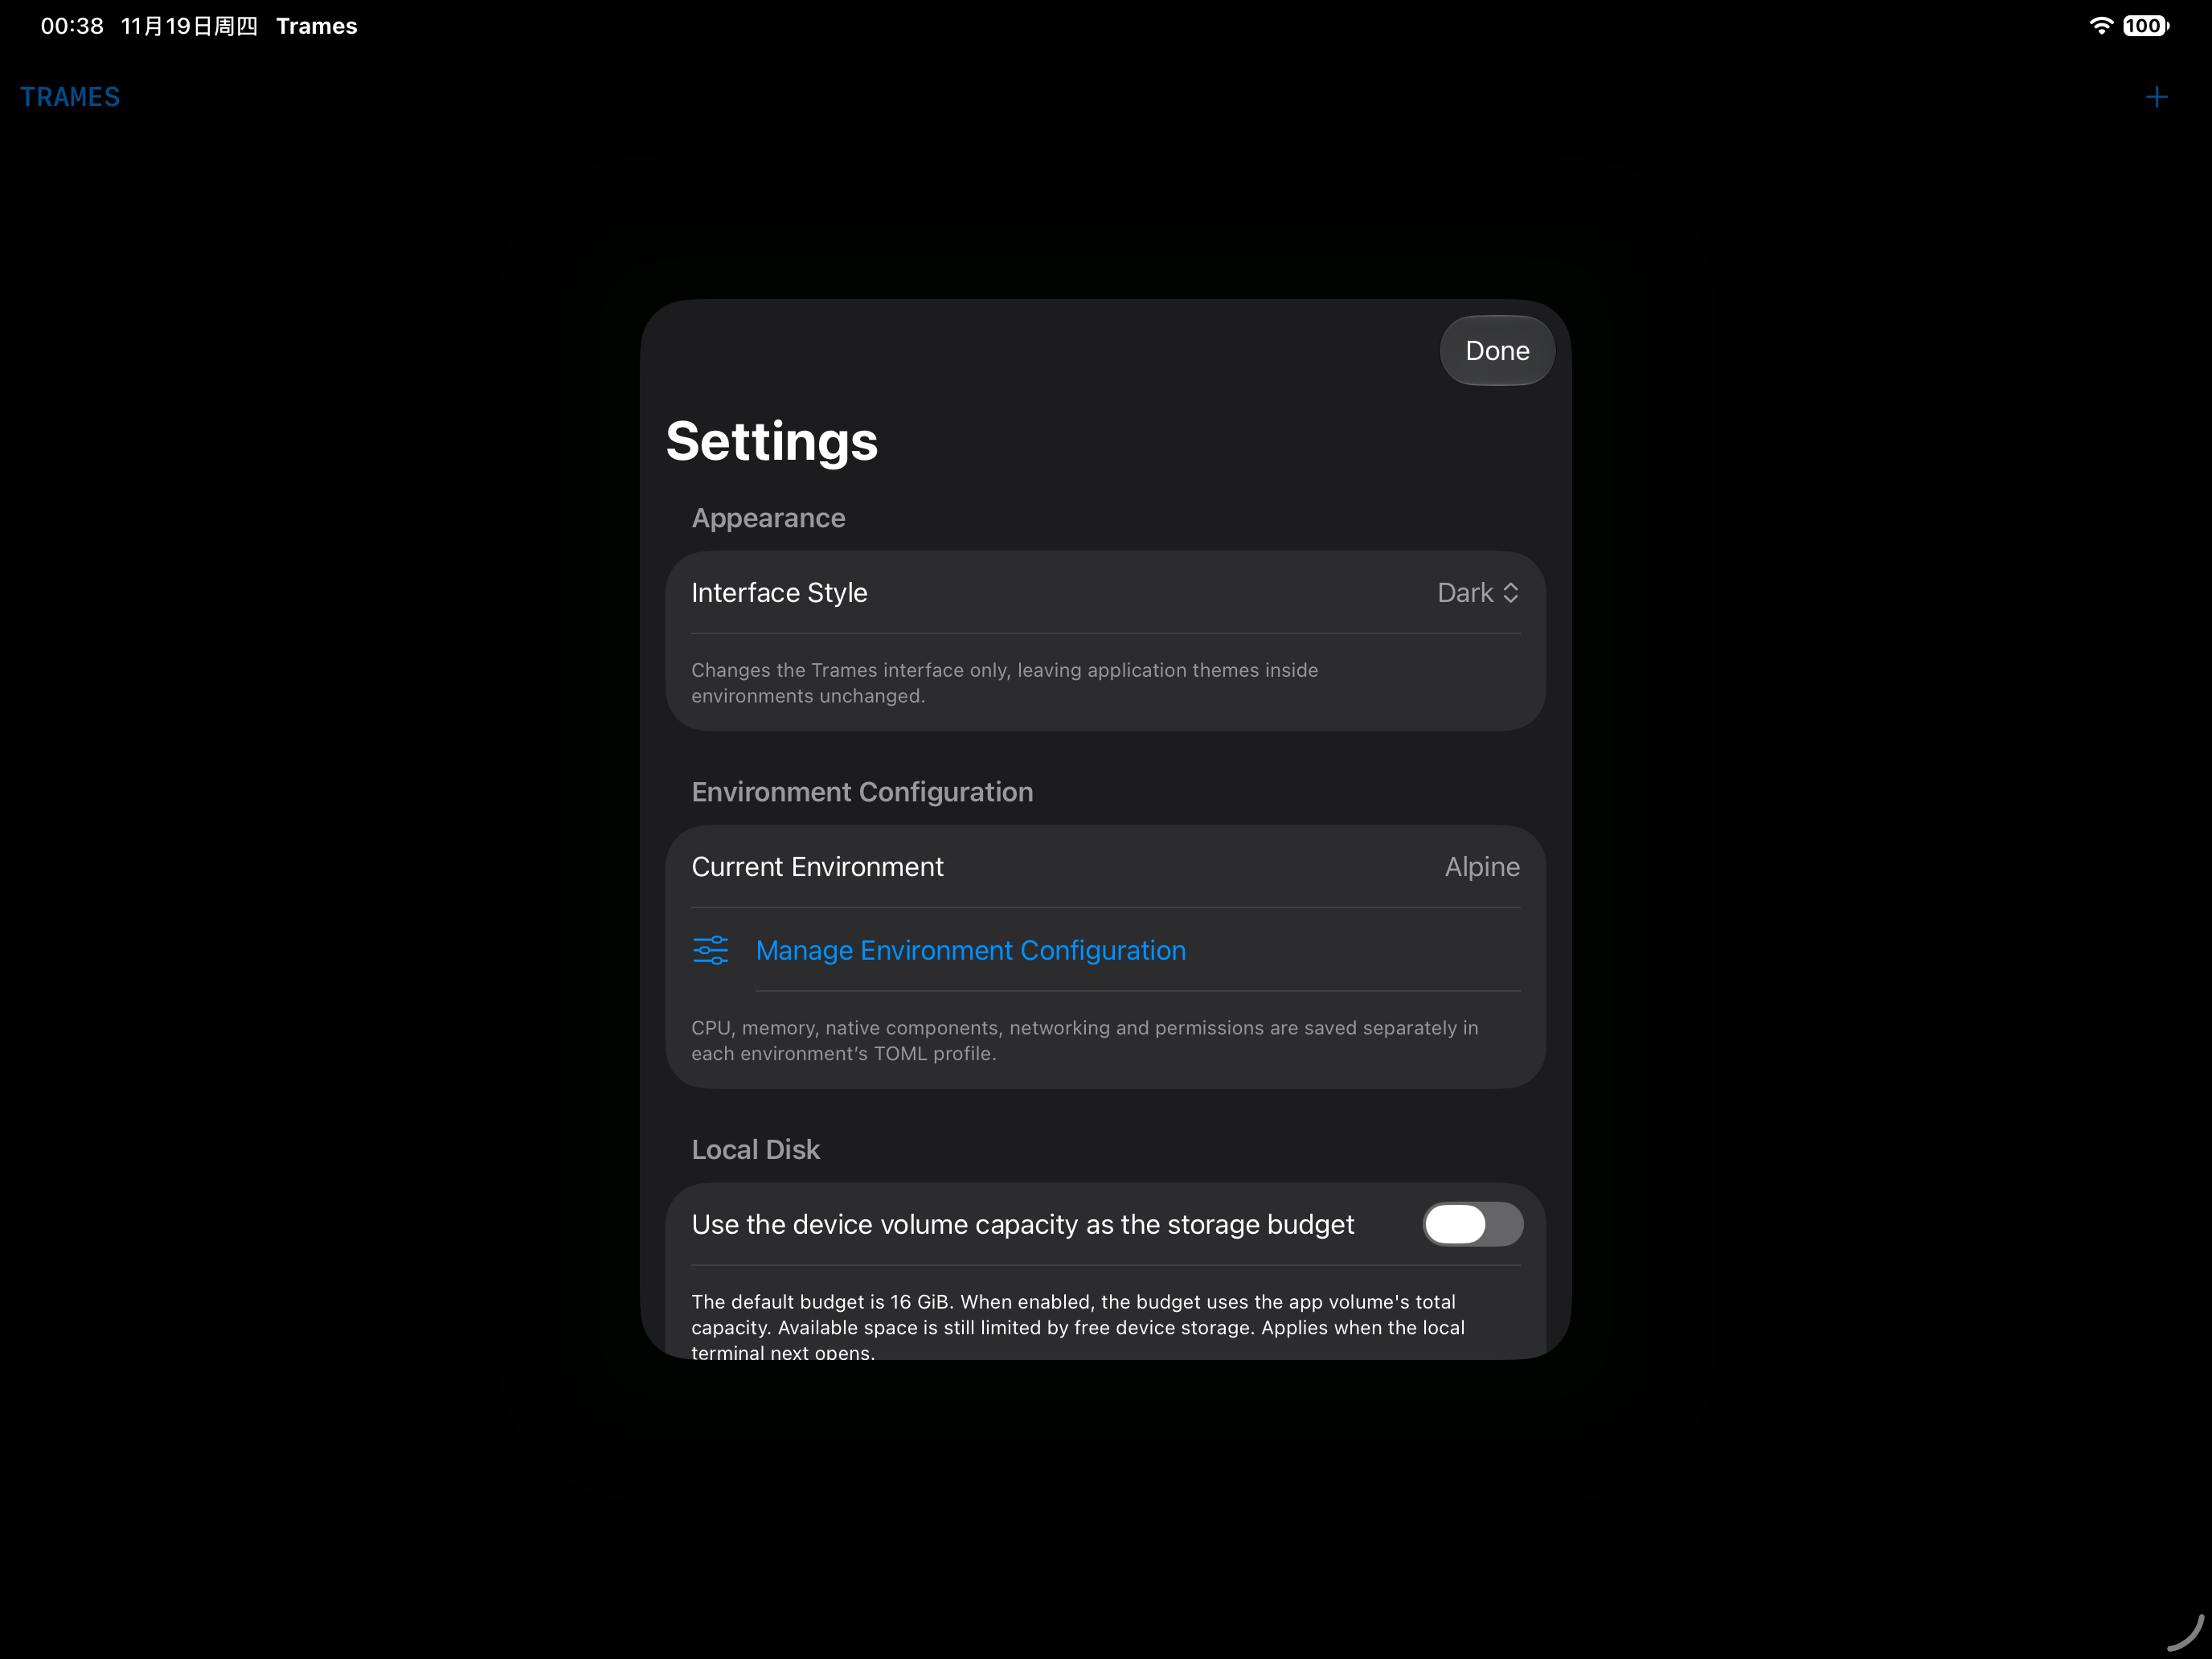 00:38 11月19日周四 Trames 100
TRAMES
Done
Settings
Appearance
Interface Style Dark
Changes the Trames interface only, leaving application themes inside
environments unchanged.
Environment Configuration
Current Environment Alpine
Manage Environment Configuration
CPU, memory, native components, networking and permissions are saved separately in
each environment’s TOML profile.
Local Disk
Use the device volume capacity as the storage budget
The default budget is 16 GiB. When enabled, the budget uses the app volume's total
capacity. Available space is still limited by free device storage. Applies when the local
terminal next opens.